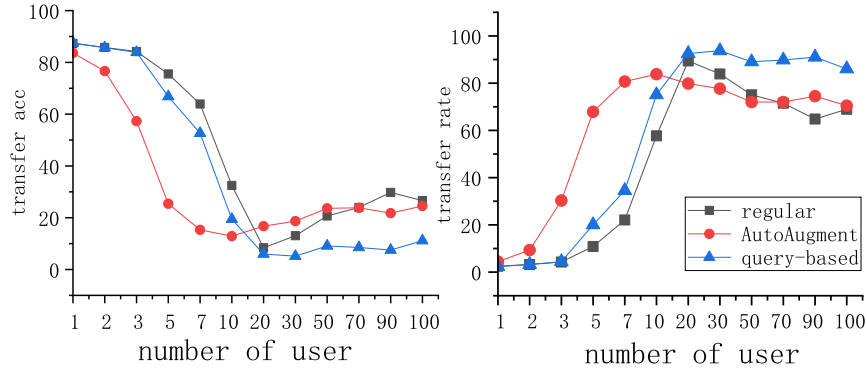 100
80
60
40
20
0
transfer acc
1 2 3 5 7 10 20 30 50 70 90 100
number of user
100
80
60
40
20
0
transfer rate
regular
AutoAugment
query-based
1 2 3 5 7 10 20 30 50 70 90 100
number of user